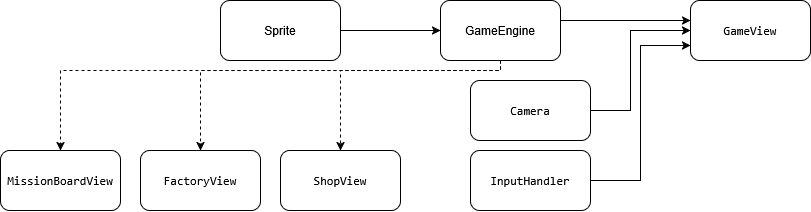 Sprite
GameEngine
GameView
Camera
MissionBoardView
FactoryView
ShopView
InputHandler